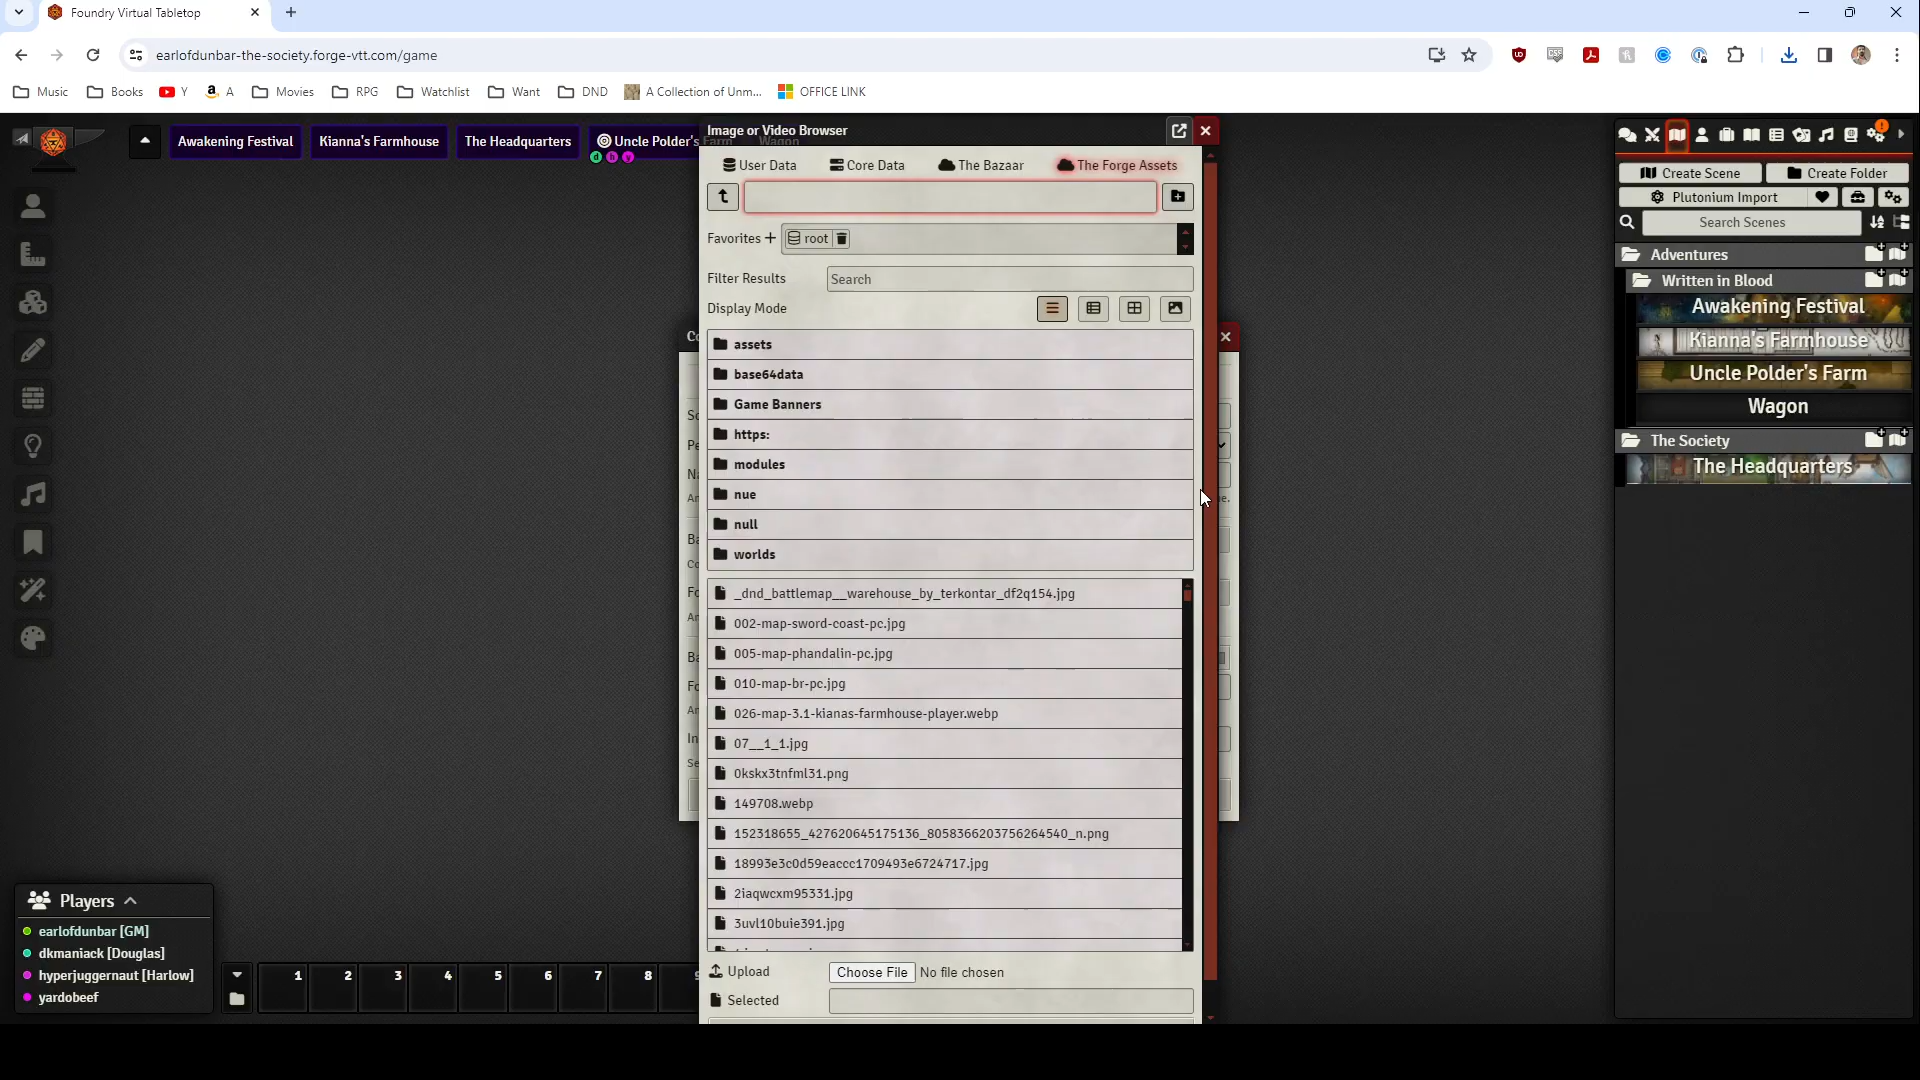 Foundry Virtual Tabletop
earlofdunbar-the-society.forge-vtt.com/game
Music
Books
Y
A
Movies
RPG
Watchlist
Want
DND
A Collection of Unm...
OFFICE LINK
Awakening Festival
Kianna's Farmhouse
The Headquarters
Uncle Polder's Farm
Wagon
d h y
Image or Video Browser
User Data
Core Data
The Bazaar
The Forge Assets
Favorites +
root
Filter Results
Search
Display Mode
assets
base64data
Game Banners
https:
modules
nue
null
worlds
_dnd_battlemap__warehouse_by_terkontar_df2q154.jpg
002-map-sword-coast-pc.jpg
005-map-phandalin-pc.jpg
010-map-br-pc.jpg
026-map-3.1-kianas-farmhouse-player.webp
07__1_1.jpg
0kskx3tnfml31.png
149708.webp
152318655_427620645175136_8058366203756264540_n.png
18993e3c0d59eaccc1709493e6724717.jpg
2iaqwcxm95331.jpg
3uvl10buie391.jpg
Upload
Choose File
No file chosen
Selected
Create Scene
Create Folder
Plutonium Import
Search Scenes
Adventures
Written in Blood
Awakening Festival
Kianna's Farmhouse
Uncle Polder's Farm
Wagon
The Society
The Headquarters
Players
earlofdunbar [GM]
dkmaniack [Douglas]
hyperjuggernaut [Harlow]
yardobeef
1 2 3 4 5 6 7 8